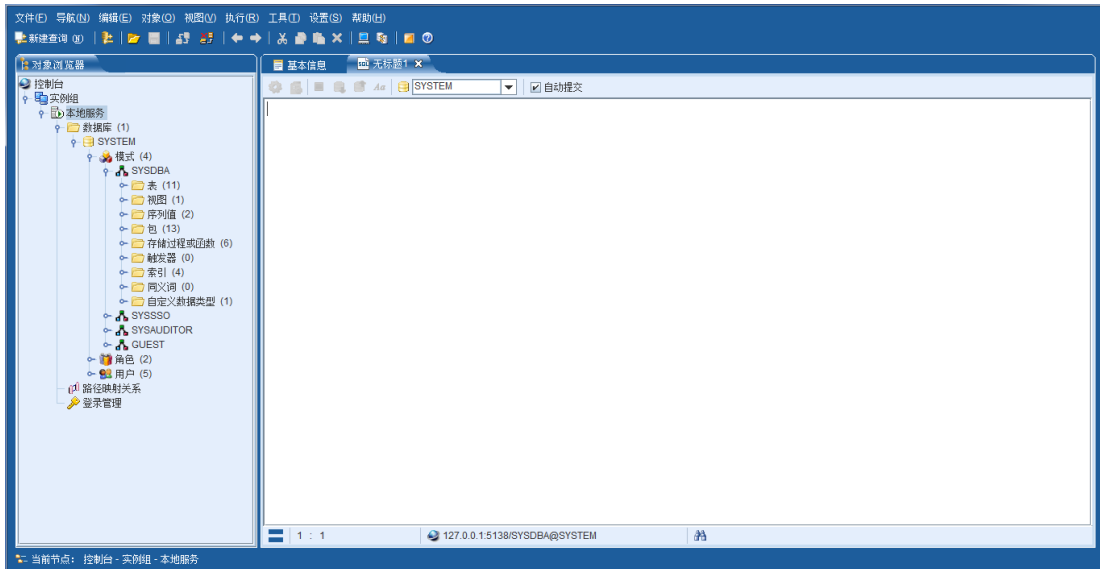 文件(F) 导航(N) 编辑(E) 对象(O) 视图(V) 执行(R) 工具(T) 设置(S) 帮助(H)
新建查询(N)
对象浏览器
基本信息 无标题1
控制台
SYSTEM 自动提交
实例组
本地服务
数据库 (1)
SYSTEM
模式 (4)
SYSDBA
表 (11)
视图 (1)
序列值 (2)
包 (13)
存储过程或函数 (6)
触发器 (0)
索引 (4)
同义词 (0)
自定义数据类型 (1)
SYSSSO
SYSAUDITOR
GUEST
角色 (2)
用户 (5)
路径映射关系
登录管理
1 : 1 127.0.0.1:5138/SYSDBA@SYSTEM
当前节点: 控制台 - 实例组 - 本地服务